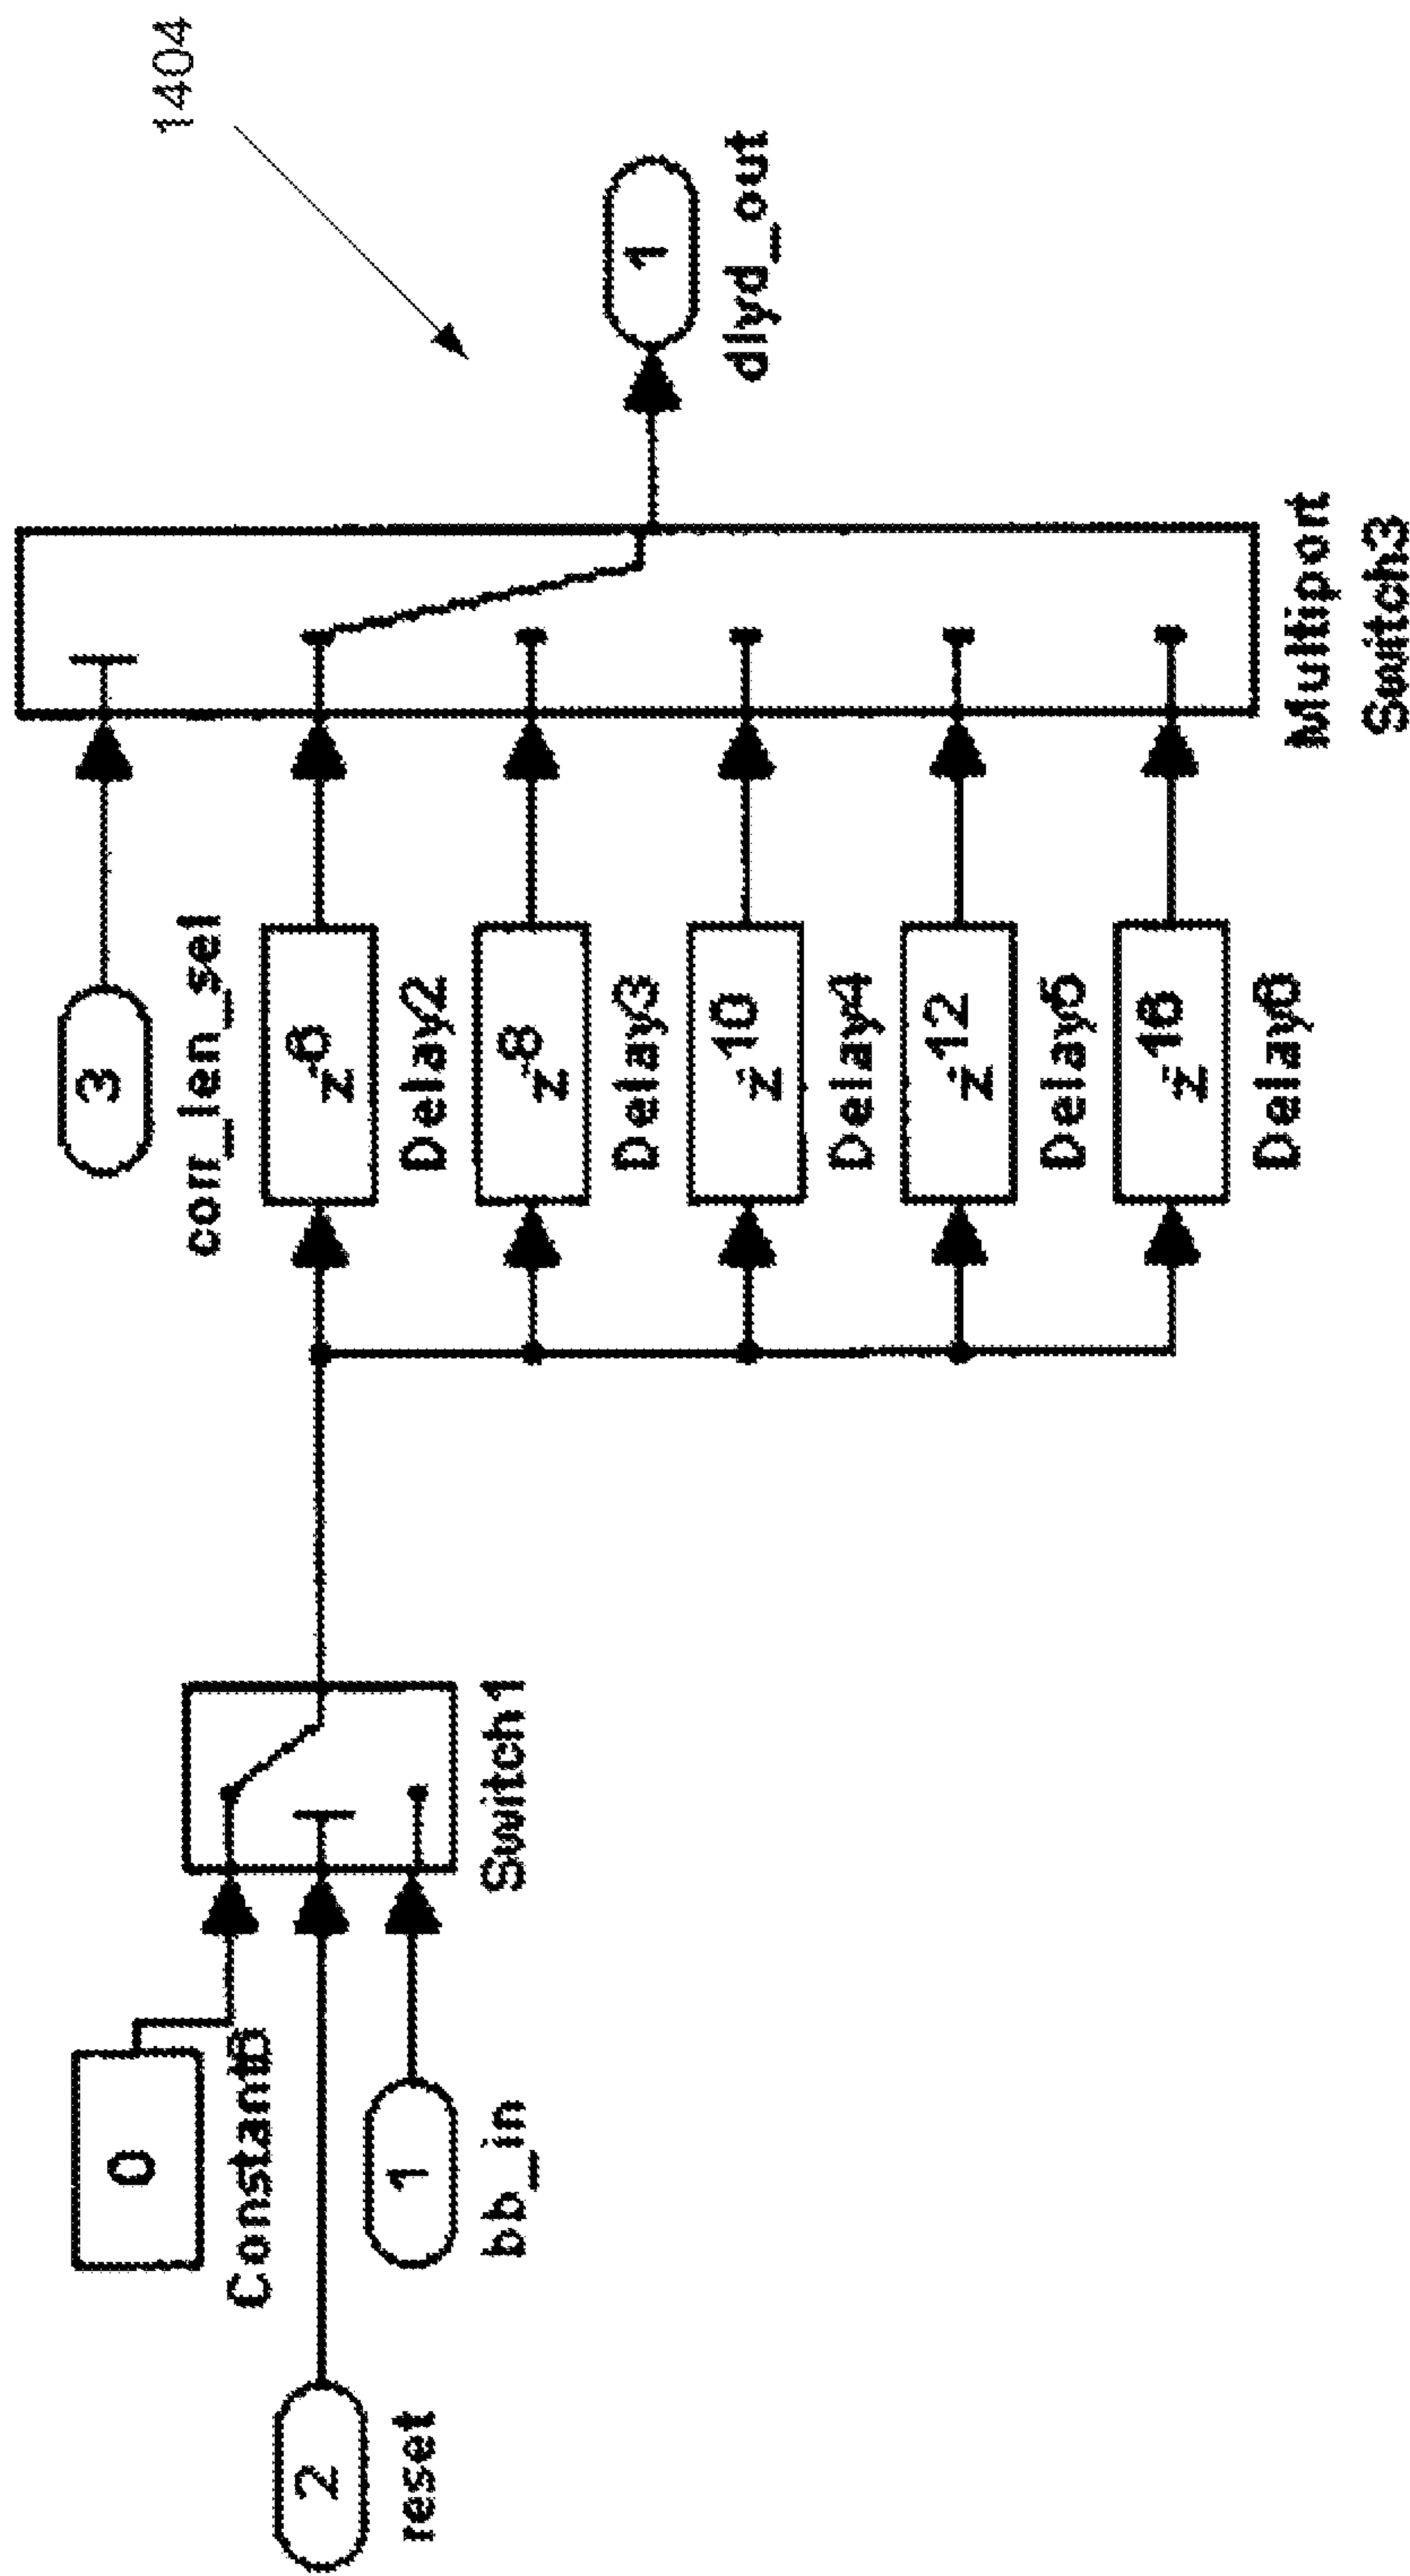 1404
3
corr_len_sel
0
2
reset
1
bb_in
Switch1
z-6
Delay2
z-8
Delay3
z-10
Delay4
z-12
Delay5
z-16
Delay6
Multiport
Switch3
1
dlyd_out